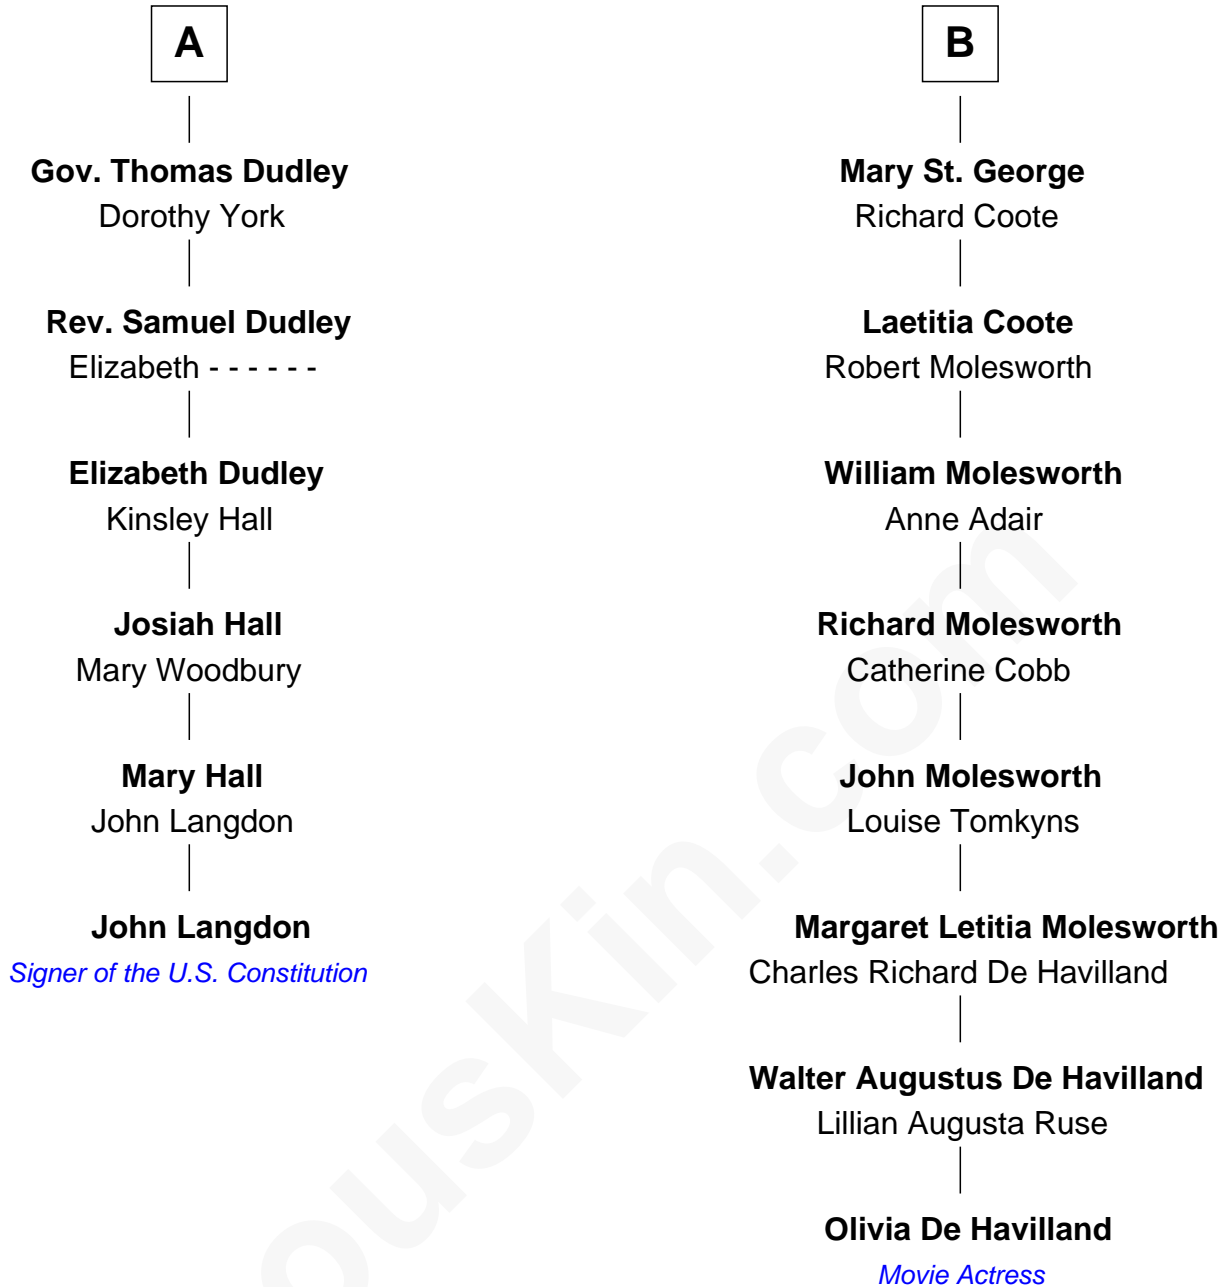 A
Gov. Thomas Dudley
Dorothy York
Rev. Samuel Dudley
Elizabeth - - - - - -
Elizabeth Dudley
Kinsley Hall
Josiah Hall
Mary Woodbury
Mary Hall
John Langdon
John Langdon
Signer of the U.S. Constitution
B
Mary St. George
Richard Coote
Laetitia Coote
Robert Molesworth
William Molesworth
Anne Adair
Richard Molesworth
Catherine Cobb
John Molesworth
Louise Tomkyns
Margaret Letitia Molesworth
Charles Richard De Havilland
Walter Augustus De Havilland
Lillian Augusta Ruse
Olivia De Havilland
Movie Actress
ousKin.com